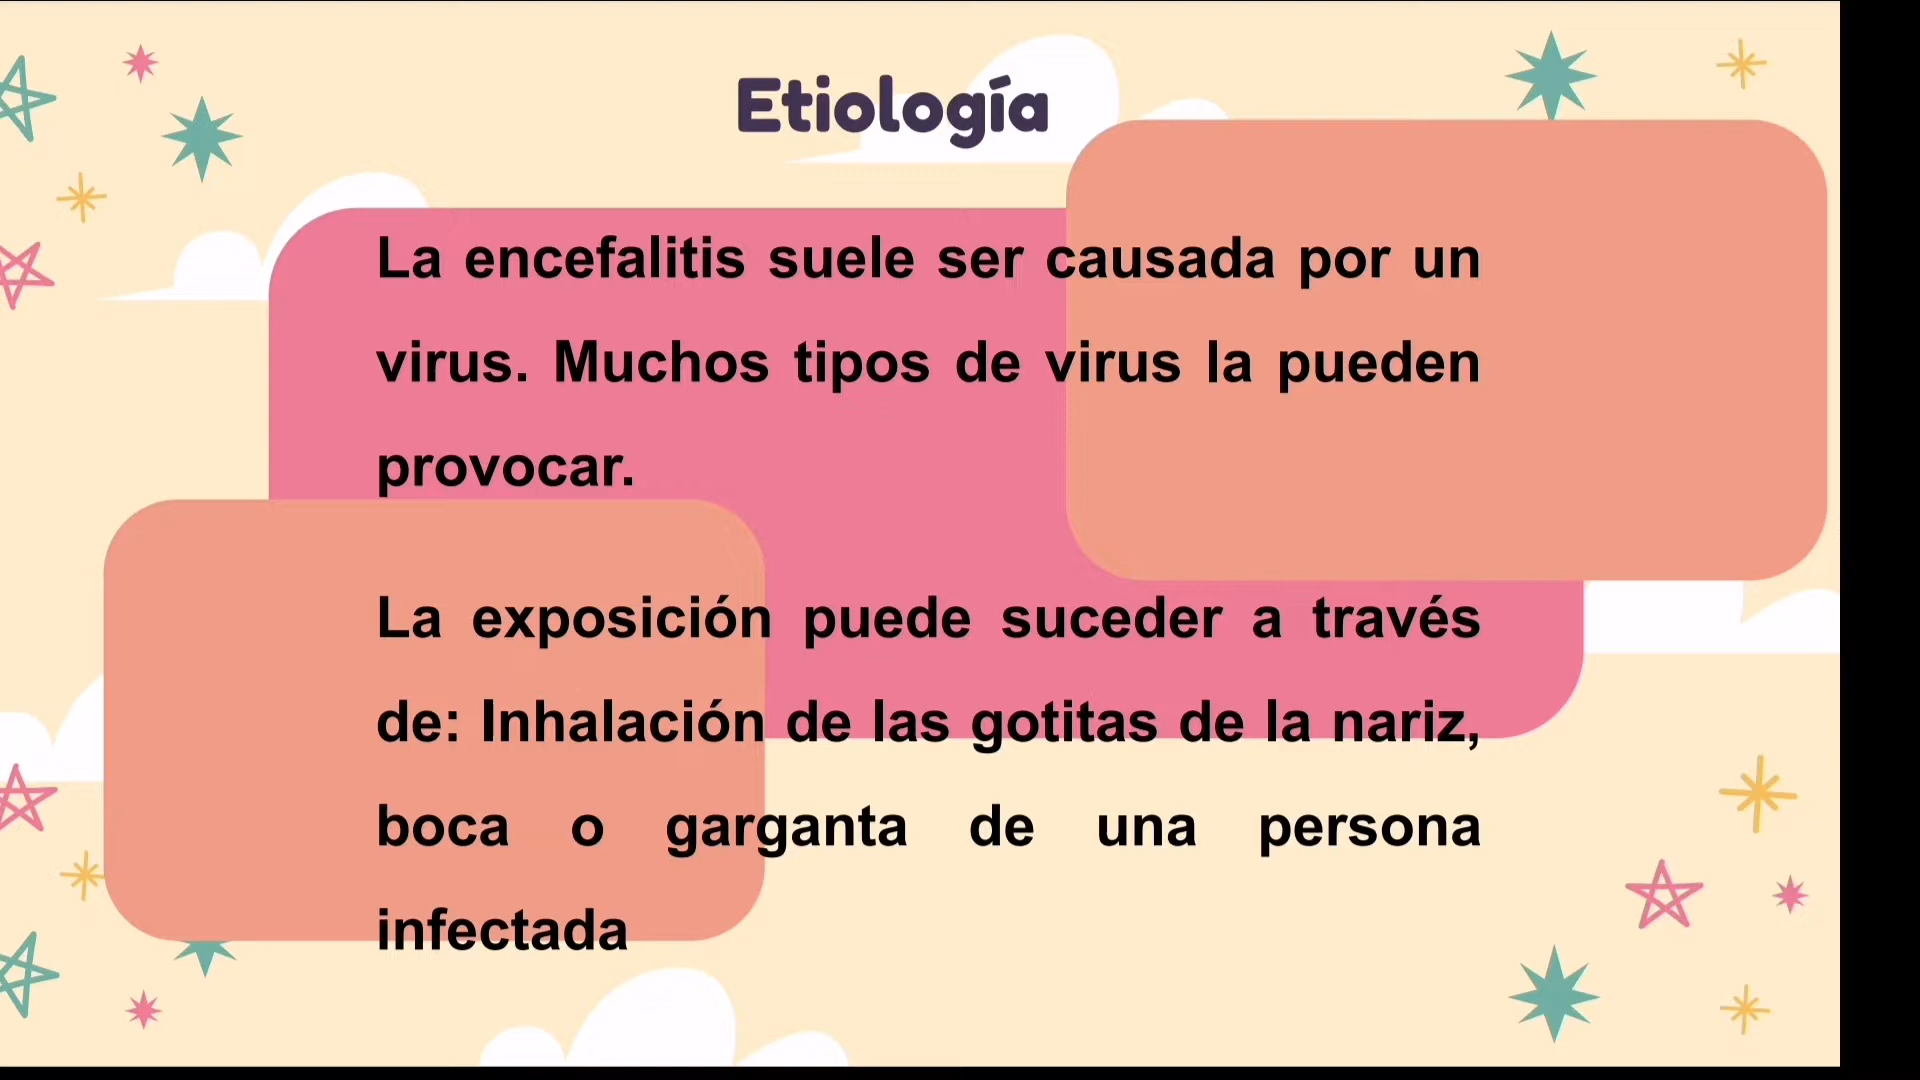 Etiología
La encefalitis suele ser causada por un
virus. Muchos tipos de virus la pueden
provocar.
La exposición puede suceder a través
de: Inhalación de las gotitas de la nariz,
boca o garganta de una persona
infectada